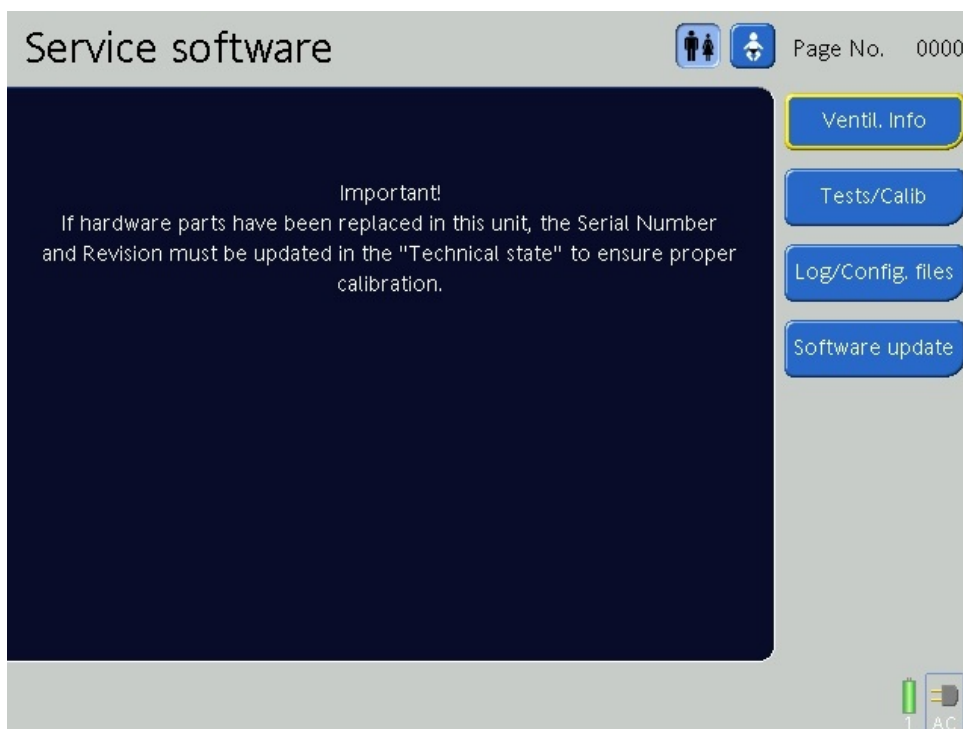 Service software
Page No. 0000
Ventil. Info
Important!
If hardware parts have been replaced in this unit, the Serial Number
and Revision must be updated in the "Technical state" to ensure proper
calibration.
Tests/Calib
Log/Config. files
Software update
1 AC